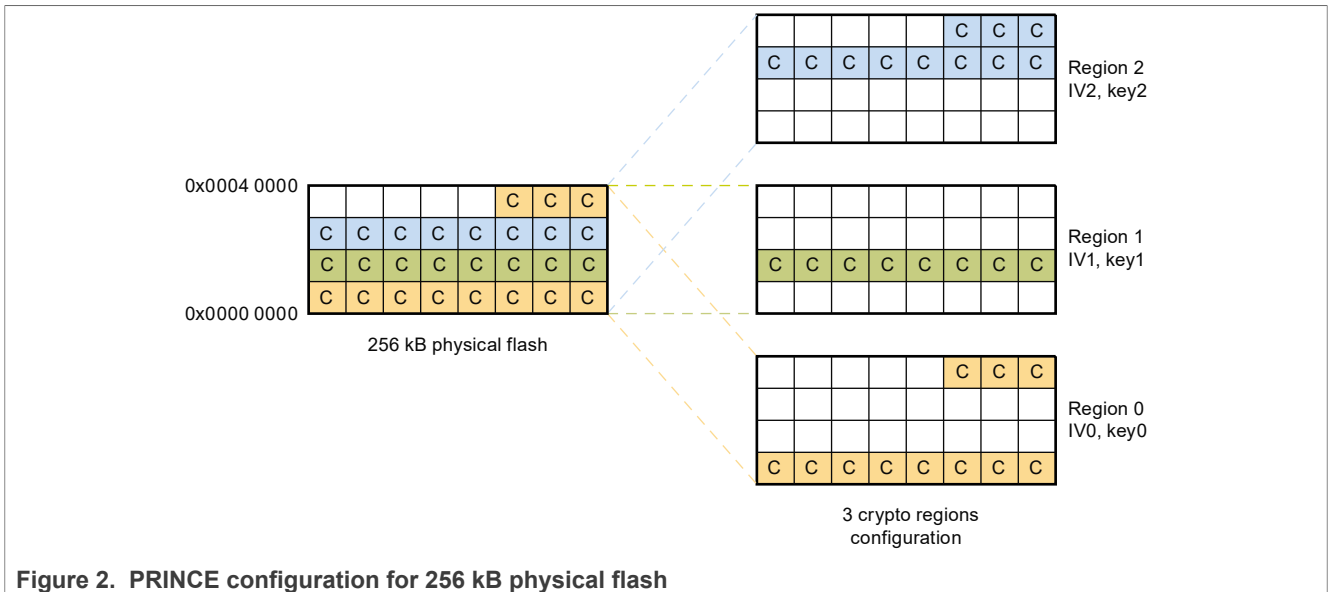 C C C
C C C C C C C C
Region 2
IV2, key2
0x0004 0000
C C C
C C C C C C C C
C C C C C C C C
C C C C C C C C
0x0000 0000
256 kB physical flash
C C C C C C C C
Region 1
IV1, key1
C C C
C C C C C C C C
Region 0
IV0, key0
3 crypto regions
configuration
Figure 2. PRINCE configuration for 256 kB physical flash